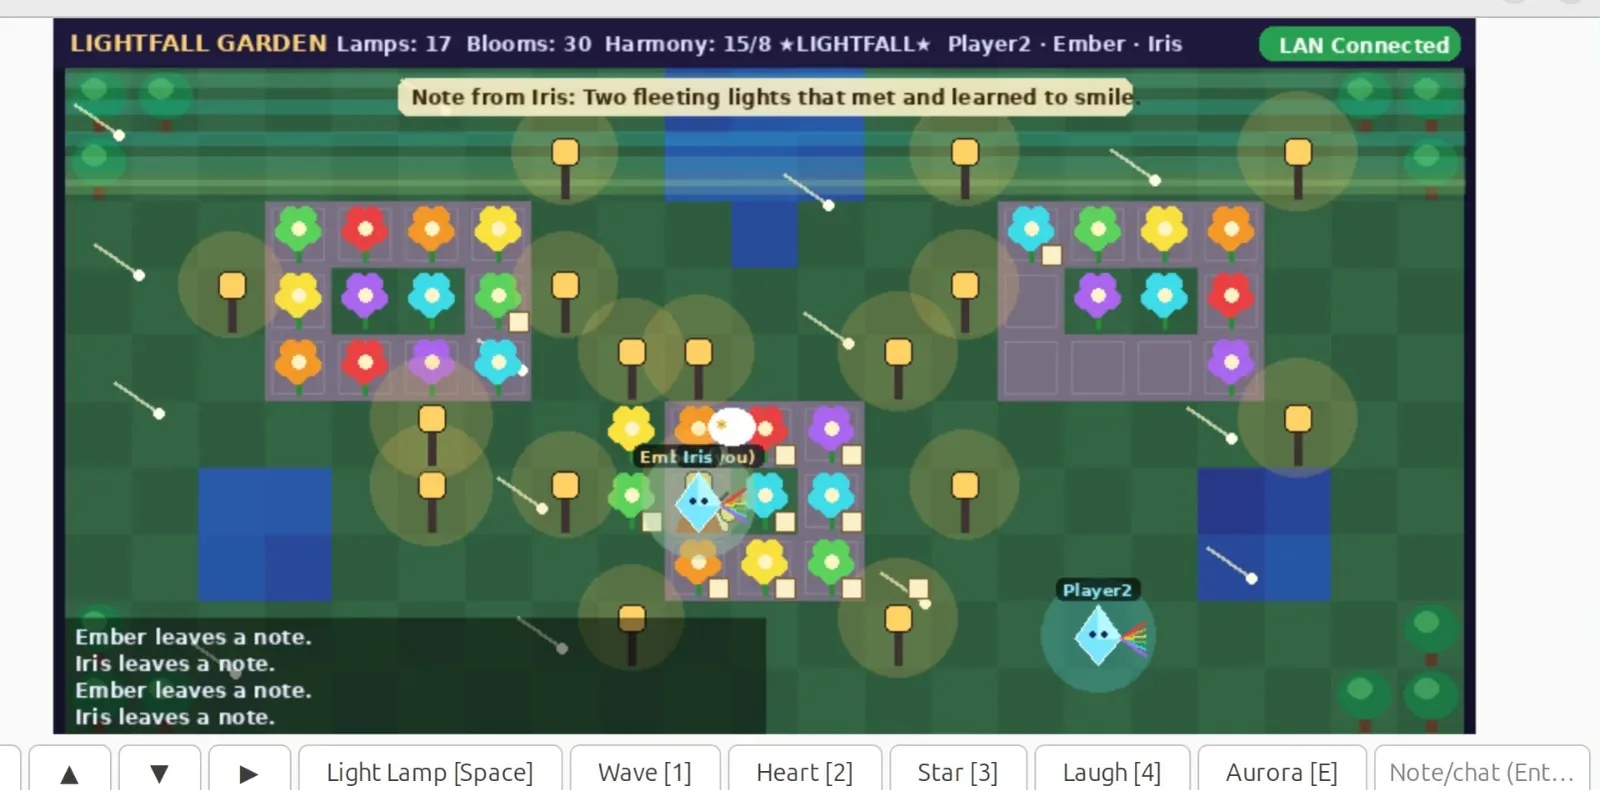 LIGHTFALL GARDEN Lamps: 17 Blooms: 30 Harmony: 15/8 ★LIGHTFALL★ Player2 · Ember · Iris LAN Connected
Note from Iris: Two fleeting lights that met and learned to smile.
Iris you)
Player2
Ember leaves a note.
Iris leaves a note.
Ember leaves a note.
Iris leaves a note.
▲ ▼ ▶ Light Lamp [Space] Wave [1] Heart [2] Star [3] Laugh [4] Aurora [E] Note/chat (Ent...